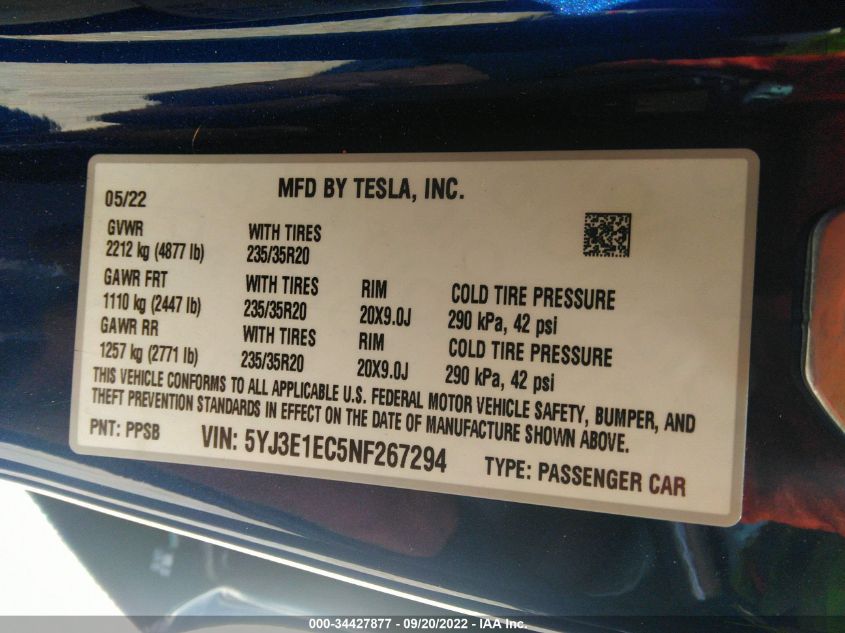 MFD BY TESLA, INC.
05/22
GVWR
2212 kg (4877 lb)
WITH TIRES
235/35R20
GAWR FRT
1110 kg (2447 lb)
WITH TIRES
235/35R20
RIM
20X9.0J
COLD TIRE PRESSURE
290 kPa, 42 psi
GAWR RR
1257 kg (2771 lb)
WITH TIRES
235/35R20
RIM
20X9.0J
COLD TIRE PRESSURE
290 kPa, 42 psi
THIS VEHICLE CONFORMS TO ALL APPLICABLE U.S. FEDERAL MOTOR VEHICLE SAFETY, BUMPER, AND
THEFT PREVENTION STANDARDS IN EFFECT ON THE DATE OF MANUFACTURE SHOWN ABOVE.
PNT: PPSB
VIN: 5YJ3E1EC5NF267294
TYPE: PASSENGER CAR
000-34427877 - 09/20/2022 - IAA Inc.